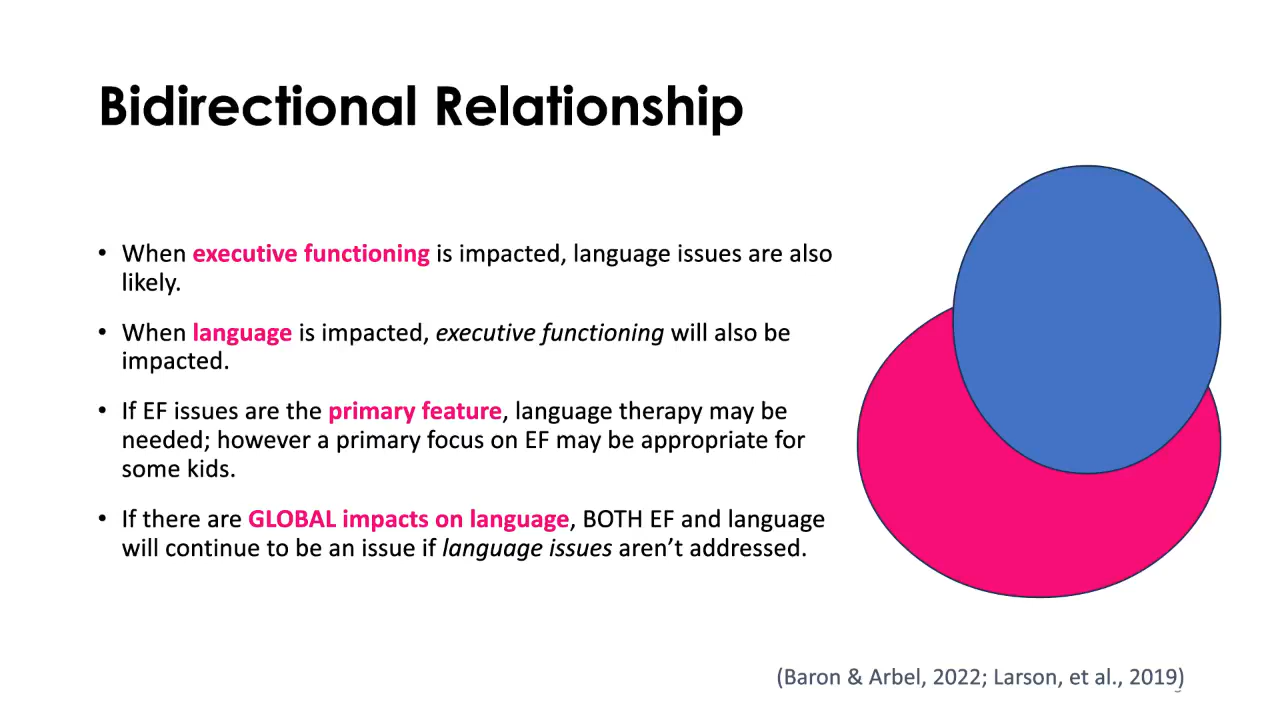 Bidirectional Relationship
• When executive functioning is impacted, language issues are also
likely.
• When language is impacted, executive functioning will also be
impacted.
• If EF issues are the primary feature, language therapy may be
needed; however a primary focus on EF may be appropriate for
some kids.
• If there are GLOBAL impacts on language, BOTH EF and language
will continue to be an issue if language issues aren’t addressed.
(Baron & Arbel, 2022; Larson, et al., 2019)